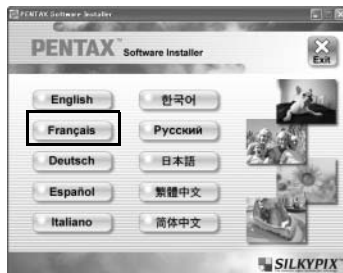 PENTAX Software Installer
PENTAX™ Software Installer
Exit
English
한국어
Français
Русский
Deutsch
日本語
Español
繁體中文
Italiano
简体中文
SILKYPIX